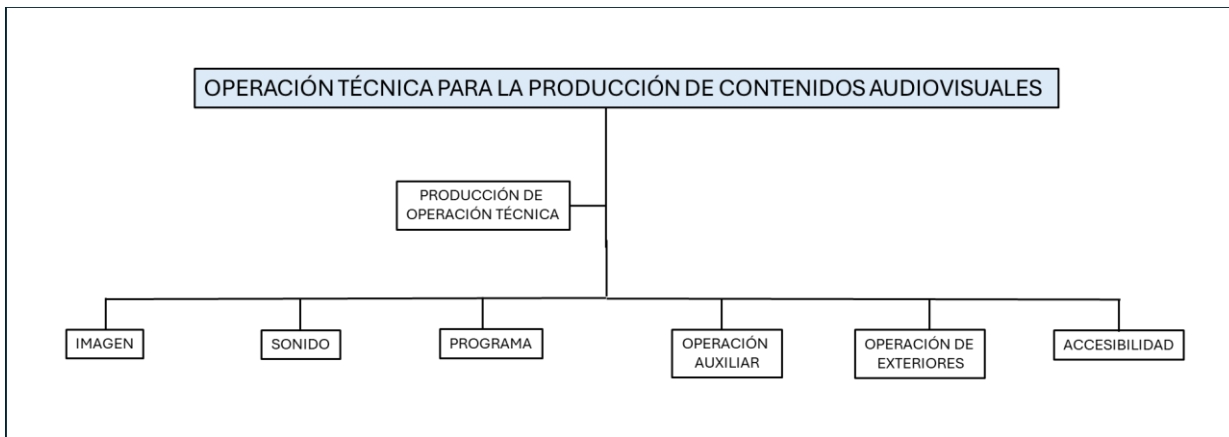 OPERACIÓN TÉCNICA PARA LA PRODUCCIÓN DE CONTENIDOS AUDIOVISUALES
PRODUCCIÓN DE
OPERACIÓN TÉCNICA
IMAGEN
SONIDO
PROGRAMA
OPERACIÓN
AUXILIAR
OPERACIÓN DE
EXTERIORES
ACCESIBILIDAD